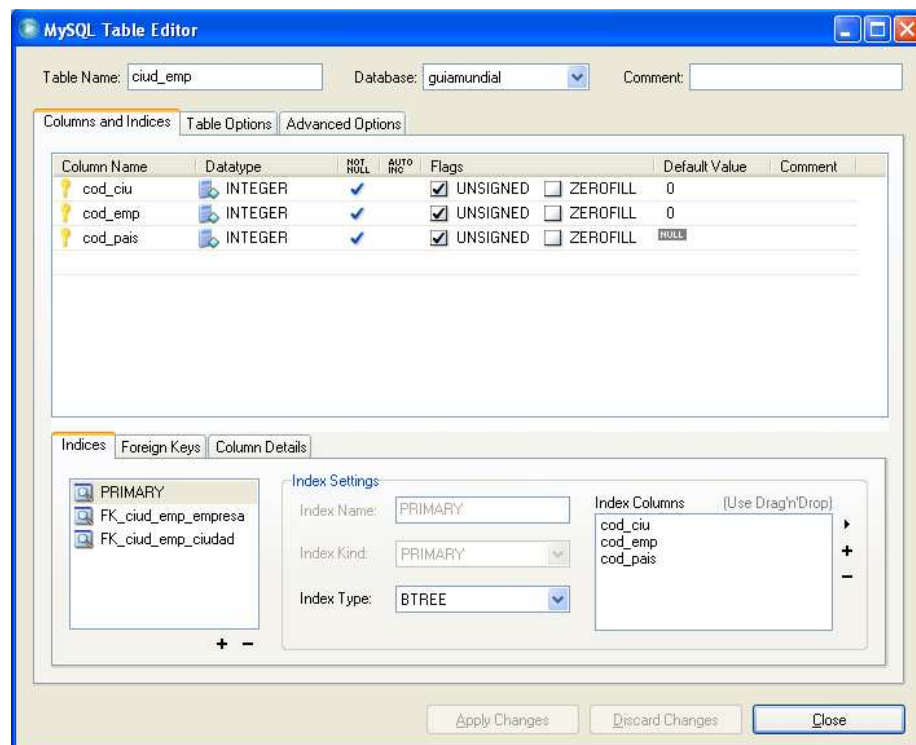 MySQL Table Editor
Table Name: ciud_emp Database: guiamundial Comment:
Columns and Indices Table Options Advanced Options
Column Name Datatype NOT NULL AUTO INC Flags Default Value Comment
cod_ciu INTEGER UNSIGNED ZEROFILL 0
cod_emp INTEGER UNSIGNED ZEROFILL 0
cod_pais INTEGER UNSIGNED ZEROFILL NULL
Indices Foreign Keys Column Details
PRIMARY
FK_ciud_emp_empresa
FK_ciud_emp_ciudad
Index Settings
Index Name: PRIMARY
Index Kind: PRIMARY
Index Type: BTREE
Index Columns (Use Drag'n'Drop)
cod_ciu
cod_emp
cod_pais
Apply Changes Discard Changes Close